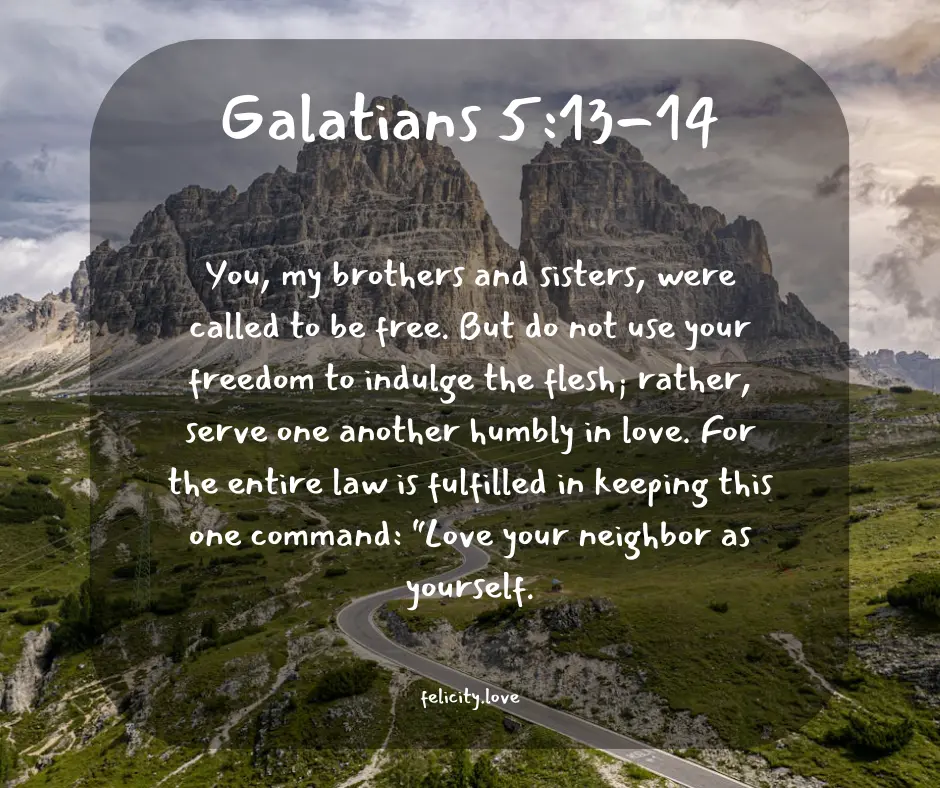 Galatians 5:13-14
You, my brothers and sisters, were
called to be free. But do not use your
freedom to indulge the flesh; rather,
serve one another humbly in love. For
the entire law is fulfilled in keeping this
one command: "Love your neighbor as
yourself.
felicity.love